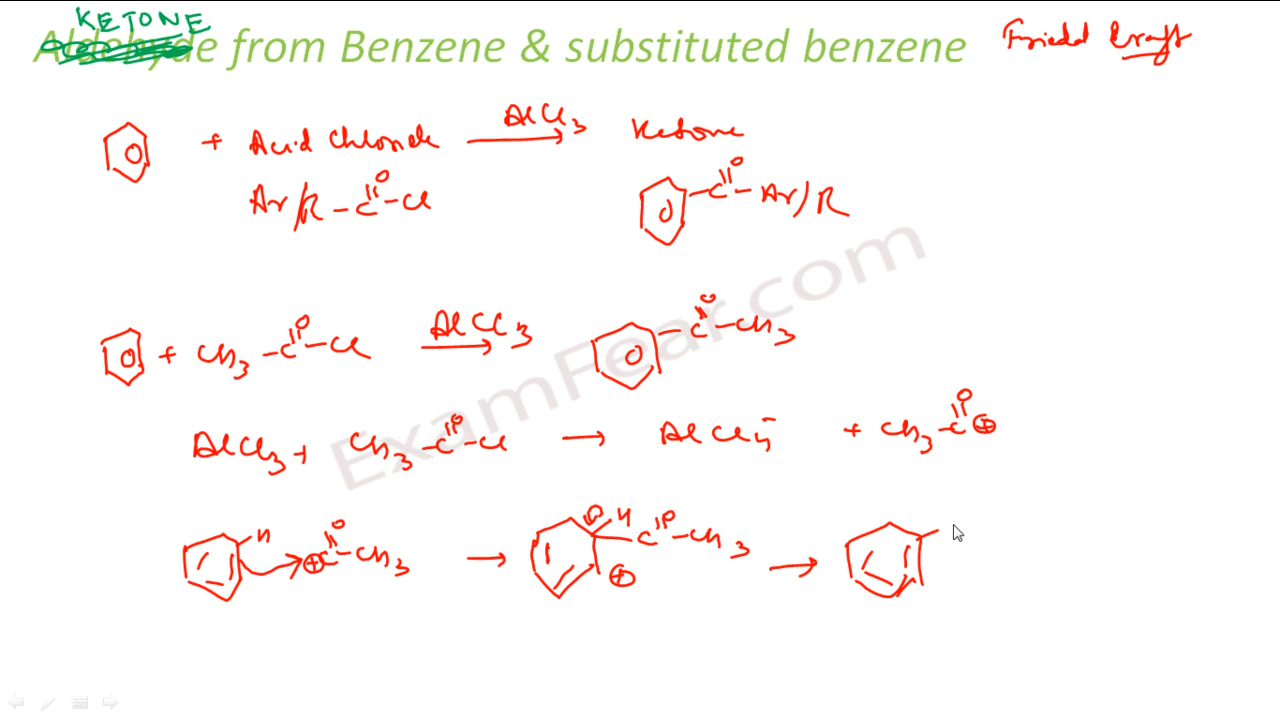 KETONE
Aldehyde from Benzene & substituted benzene
Friedel Craft
+ Acid Chloride AlCl3 → Ketone
Ar/R-C=O-Cl
C=O-Ar/R
+ CH3-C=O-Cl AlCl3 → C=O-CH3
AlCl3 + CH3-C=O-Cl → AlCl4- + CH3-C=O ⊕
H ⊕C=O-CH3 → H C=O-CH3 ⊕ →
ExamFear.com